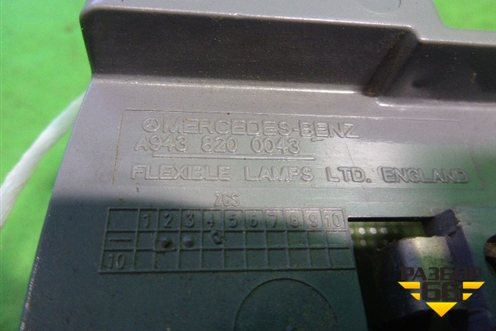 MERCEDES-BENZ
A943 820 0043
FLEXIBLE LAMPS LTD. ENGLAND
1 2 3 4 5 6 7 8 9 10
10
РАЗБОР
68